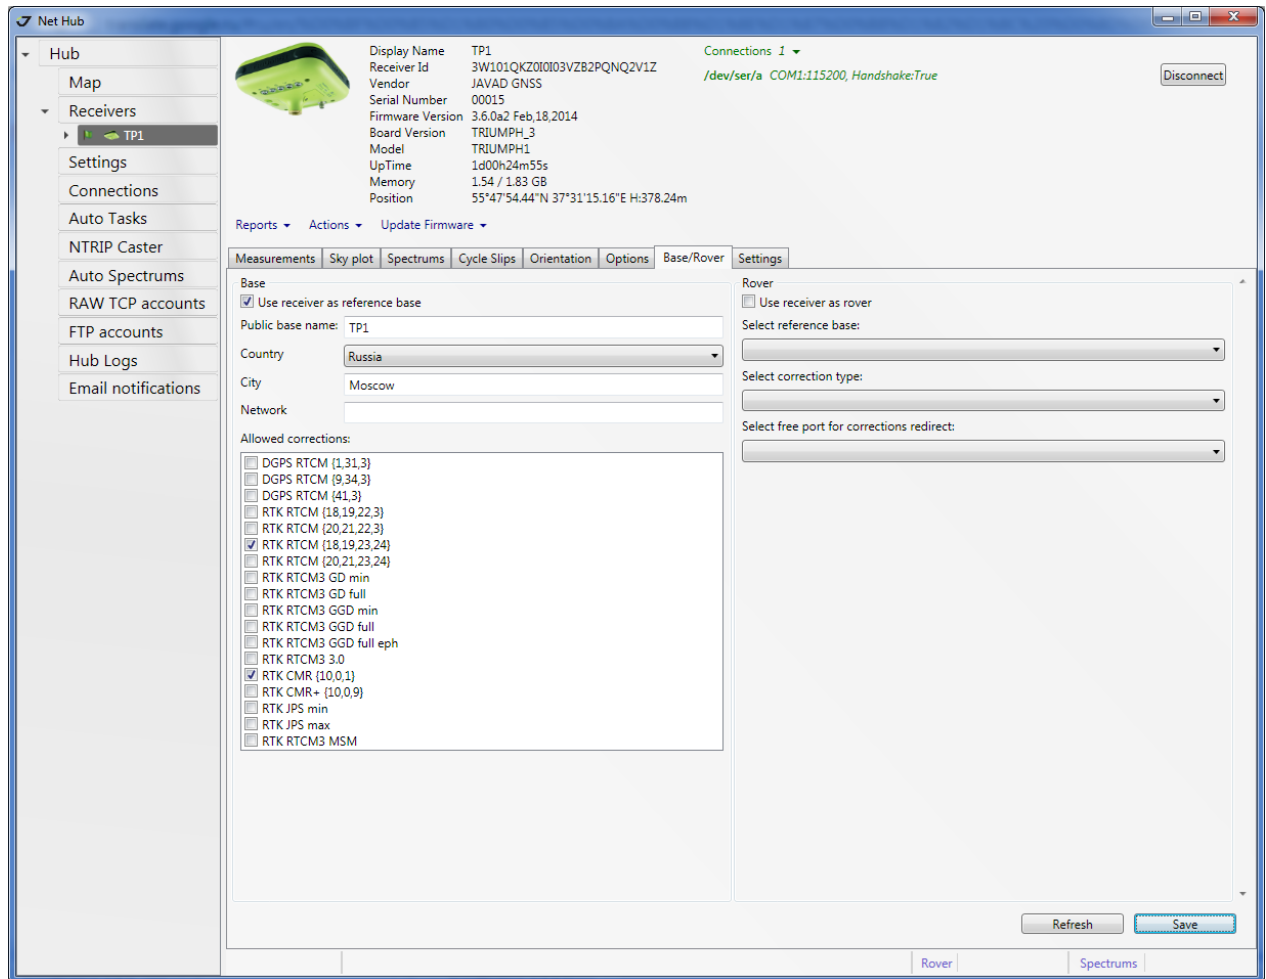 Net Hub
Hub
Map
Receivers
TP1
Settings
Connections
Auto Tasks
NTRIP Caster
Auto Spectrums
RAW TCP accounts
FTP accounts
Hub Logs
Email notifications
Display Name TP1
Receiver Id 3W101QKZ0I0I03VZB2PQNQ2V1Z
Vendor JAVAD GNSS
Serial Number 00015
Firmware Version 3.6.0a2 Feb,18,2014
Board Version TRIUMPH_3
Model TRIUMPH1
UpTime 1d00h24m55s
Memory 1.54 / 1.83 GB
Position 55°47'54.44"N 37°31'15.16"E H:378.24m
Connections 1
/dev/ser/a COM1:115200, Handshake:True
Disconnect
Reports Actions Update Firmware
Measurements Sky plot Spectrums Cycle Slips Orientation Options Base/Rover Settings
Base
Use receiver as reference base
Public base name: TP1
Country Russia
City Moscow
Network
Allowed corrections:
DGPS RTCM {1,31,3}
DGPS RTCM {9,34,3}
DGPS RTCM {41,3}
RTK RTCM {18,19,22,3}
RTK RTCM {20,21,22,3}
RTK RTCM {18,19,23,24}
RTK RTCM {20,21,23,24}
RTK RTCM3 GD min
RTK RTCM3 GD full
RTK RTCM3 GGD min
RTK RTCM3 GGD full
RTK RTCM3 GGD full eph
RTK RTCM3 3.0
RTK CMR {10,0,1}
RTK CMR+ {10,0,9}
RTK JPS min
RTK JPS max
RTK RTCM3 MSM
Rover
Use receiver as rover
Select reference base:
Select correction type:
Select free port for corrections redirect:
Refresh Save
Rover Spectrums